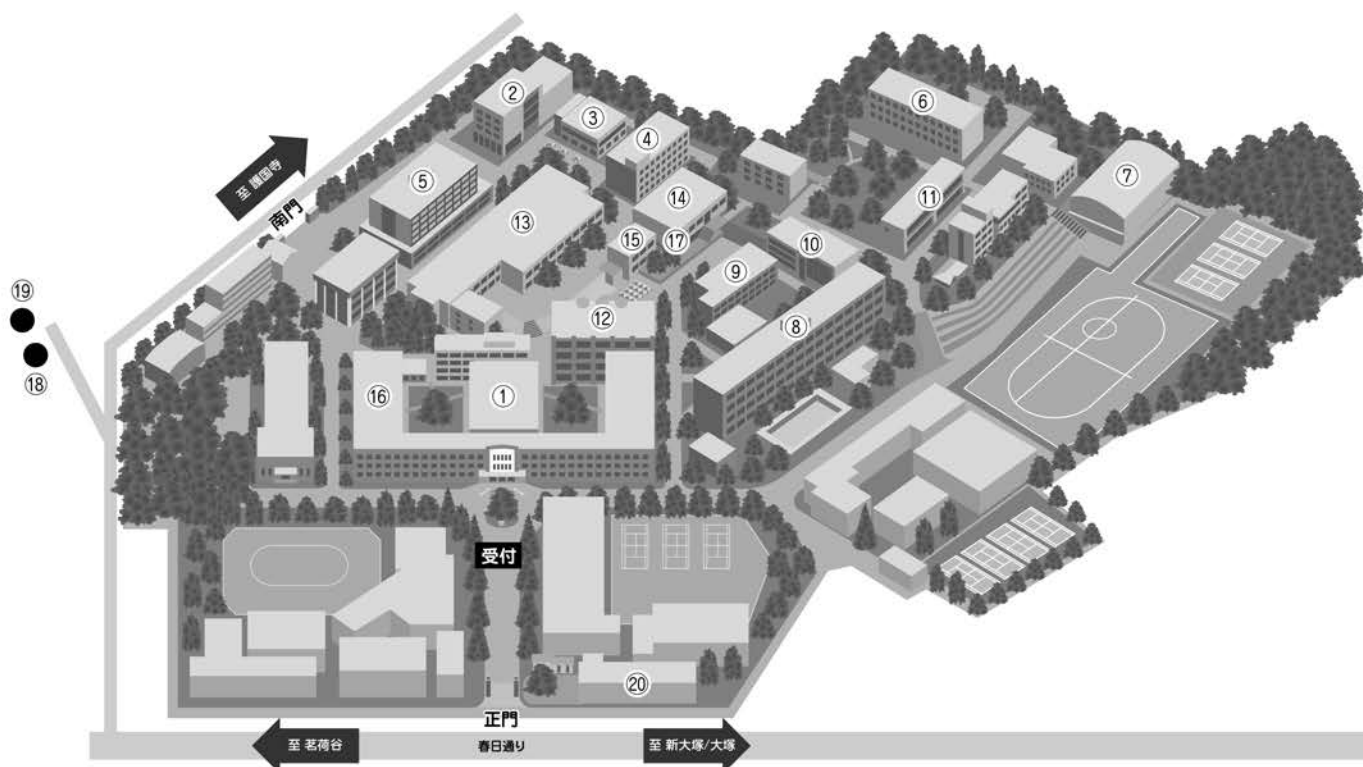 ②
③
④
⑥
⑤
⑦
至 護国寺
南門
⑬
⑭
⑪
⑮
⑰
⑩
⑨
⑲
⑫
⑧
⑱
⑯
①
受付
⑳
正門
至 茗荷谷
春日通り
至 新大塚/大塚